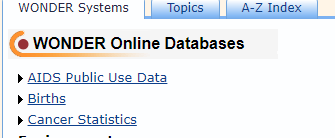 WONDER Systems Topics A-Z Index
WONDER Online Databases
AIDS Public Use Data
Births
Cancer Statistics